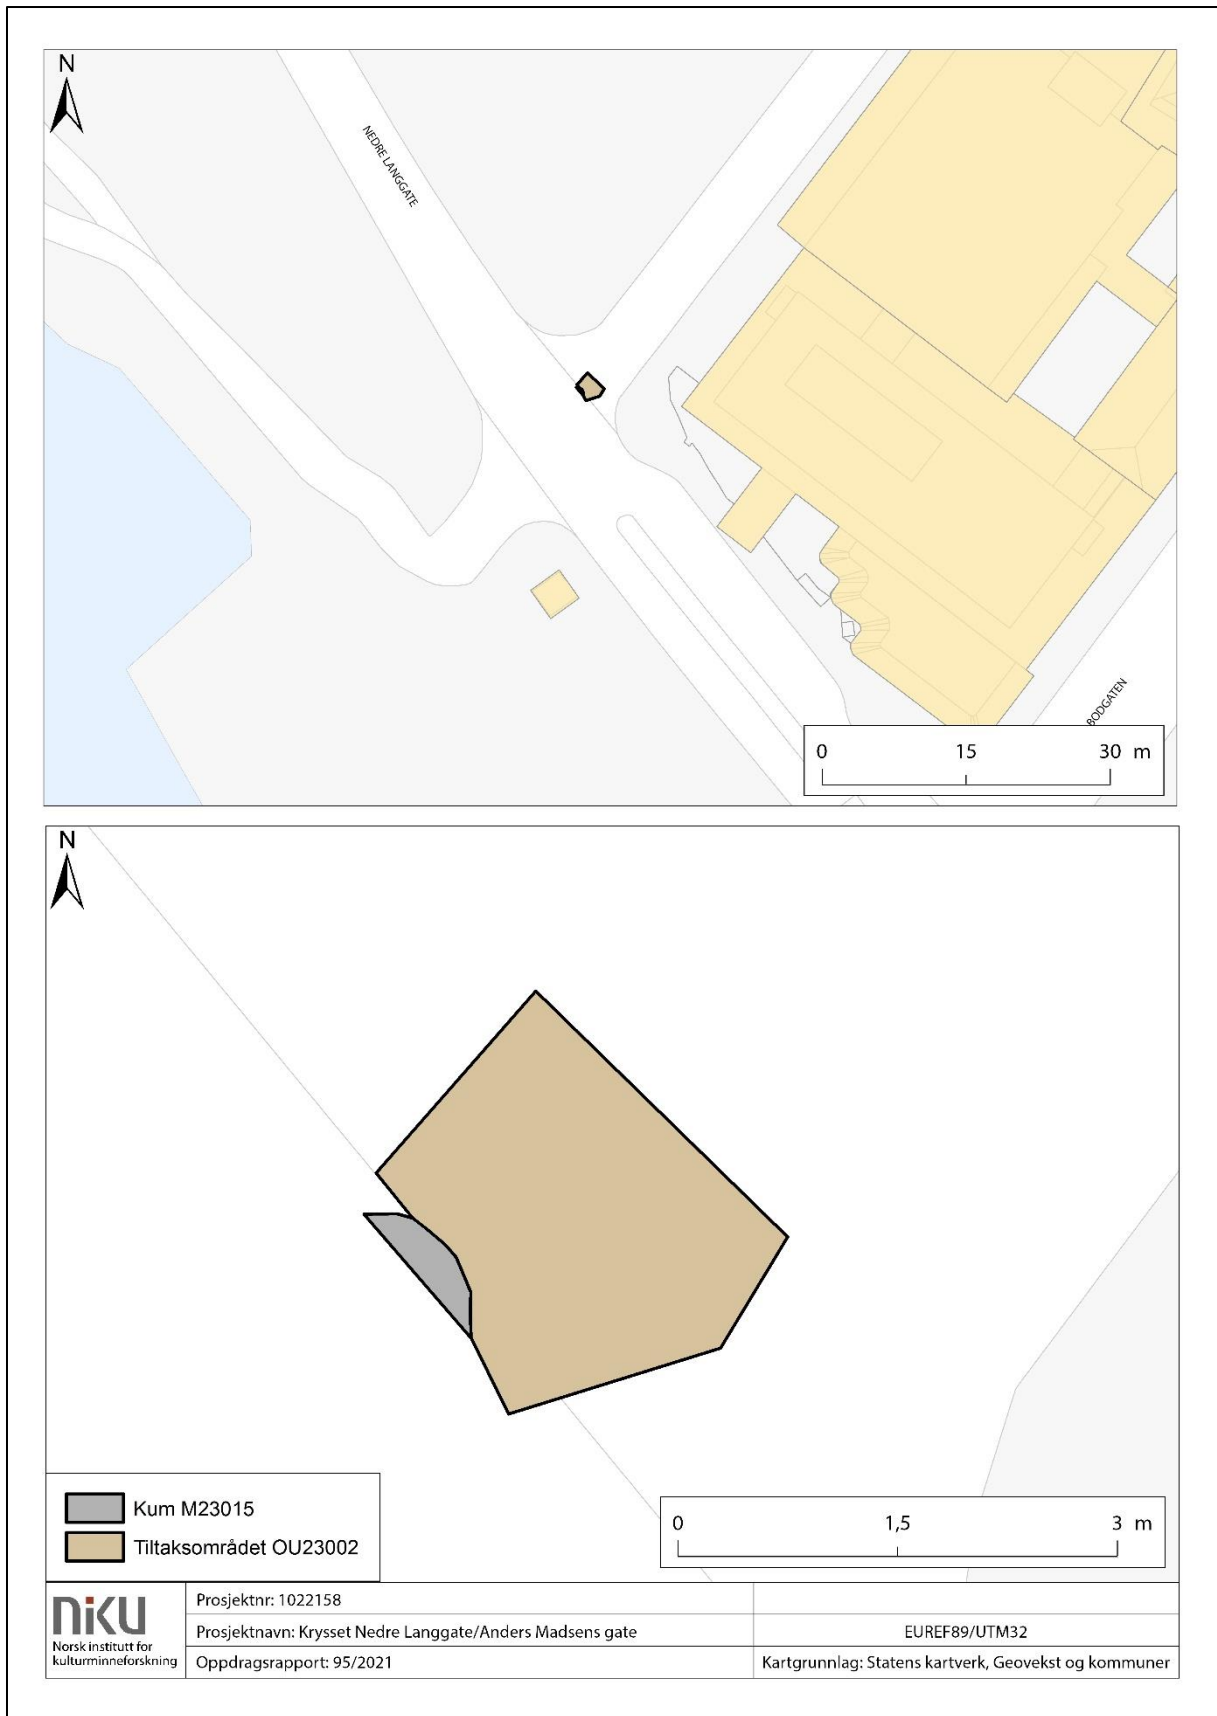 N
NEDRE LANGGATE
BODGATEN
0 15 30 m
N
Kum M23015
Tiltaksområdet OU23002
0 1,5 3 m
NIKU
Norsk institutt for
kulturminneforskning
Prosjektnr: 1022158
Prosjektnavn: Krysset Nedre Langgate/Anders Madsens gate
EUREF89/UTM32
Oppdragsrapport: 95/2021
Kartgrunnlag: Statens kartverk, Geovekst og kommuner